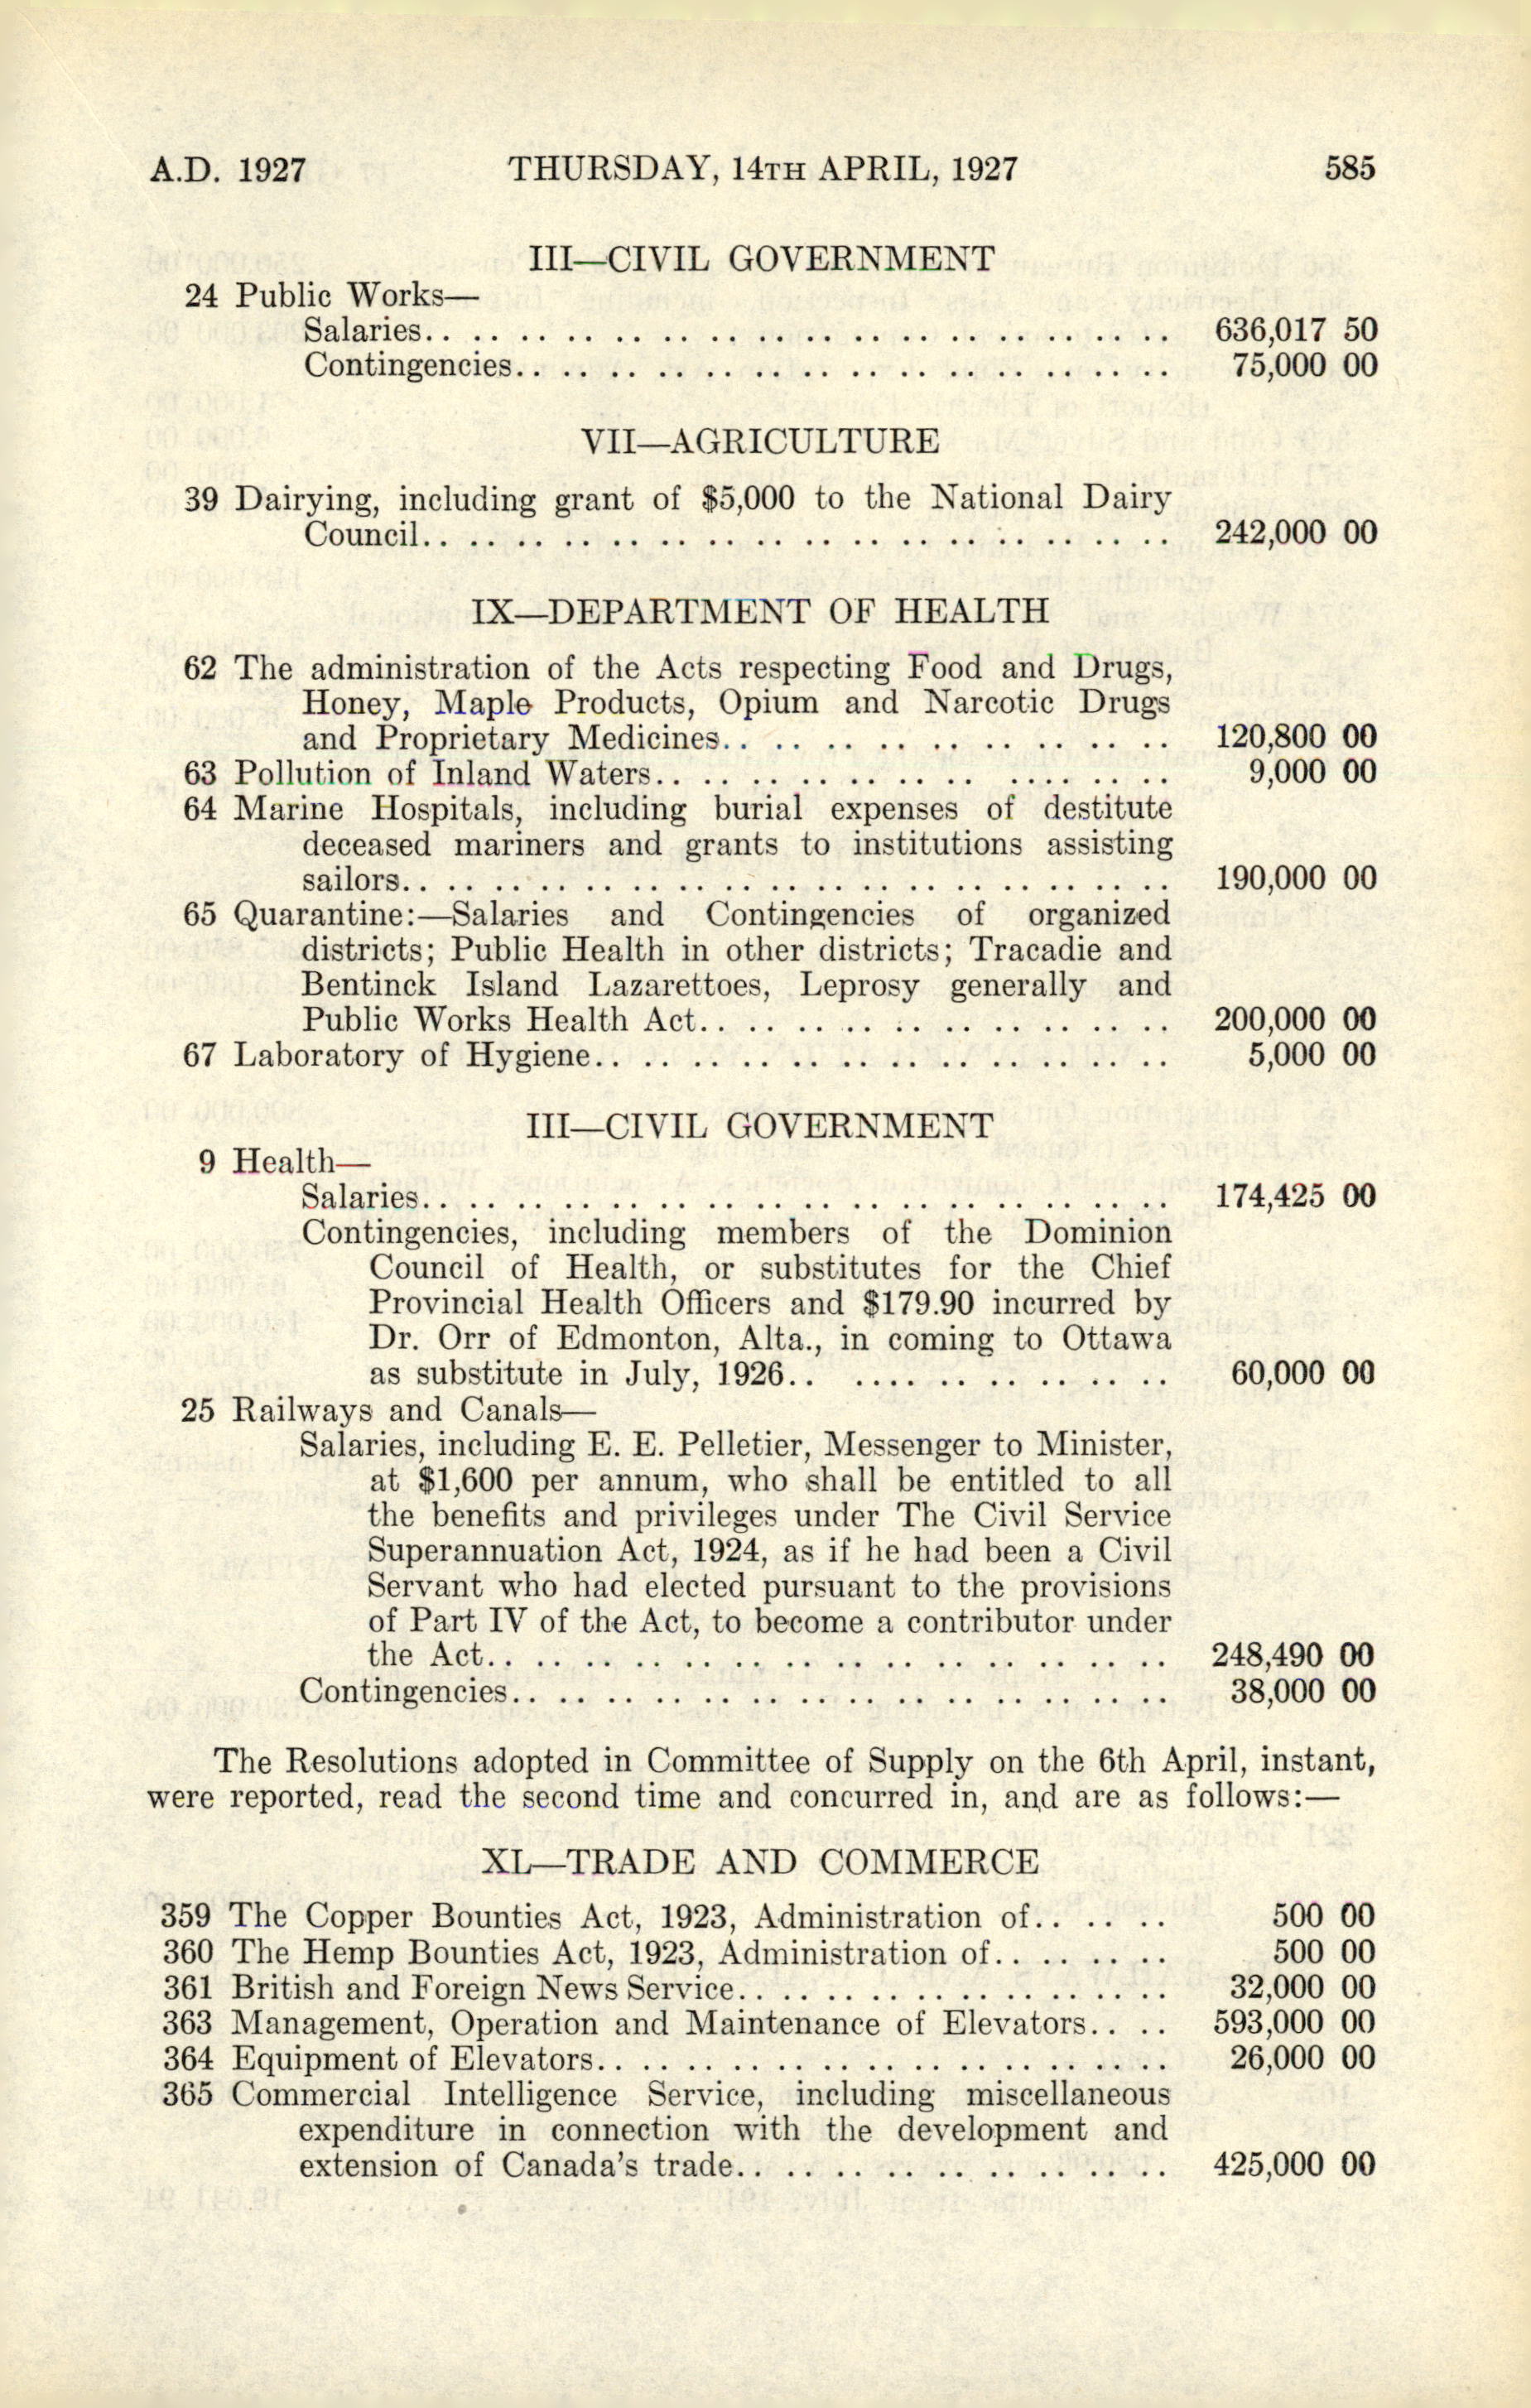 A.D. 1927 THURSDAY, 14TH APRIL, 1927 585
III—CIVIL GOVERNMENT
24 Public Works—
Salaries. . . . . . . . . . . . . . . . . . . . 636,017 50
Contingencies. . . . . . . . . . . . . . . . . . . . 75,000 00
VII—AGRICULTURE
39 Dairying, including grant of $5,000 to the National Dairy
Council. . . . . . . . . . . . . . . . . . . . 242,000 00
IX—DEPARTMENT OF HEALTH
62 The administration of the Acts respecting Food and Drugs,
Honey, Maple Products, Opium and Narcotic Drugs
and Proprietary Medicines. . . . . . . . . . . . . . . . 120,800 00
63 Pollution of Inland Waters. . . . . . . . . . . . . . . . 9,000 00
64 Marine Hospitals, including burial expenses of destitute
deceased mariners and grants to institutions assisting
sailors. . . . . . . . . . . . . . . . . . . . 190,000 00
65 Quarantine:—Salaries and Contingencies of organized
districts; Public Health in other districts; Tracadie and
Bentinck Island Lazarettoes, Leprosy generally and
Public Works Health Act. . . . . . . . . . . . . . . . 200,000 00
67 Laboratory of Hygiene. . . . . . . . . . . . . . . . 5,000 00
III—CIVIL GOVERNMENT
9 Health—
Salaries. . . . . . . . . . . . . . . . . . . . 174,425 00
Contingencies, including members of the Dominion
Council of Health, or substitutes for the Chief
Provincial Health Officers and $179.90 incurred by
Dr. Orr of Edmonton, Alta., in coming to Ottawa
as substitute in July, 1926. . . . . . . . . . . . . 60,000 00
25 Railways and Canals—
Salaries, including E. E. Pelletier, Messenger to Minister,
at $1,600 per annum, who shall be entitled to all
the benefits and privileges under The Civil Service
Superannuation Act, 1924, as if he had been a Civil
Servant who had elected pursuant to the provisions
of Part IV of the Act, to become a contributor under
the Act. . . . . . . . . . . . . . . . . . . . 248,490 00
Contingencies. . . . . . . . . . . . . . . . . . . . 38,000 00
The Resolutions adopted in Committee of Supply on the 6th April, instant,
were reported, read the second time and concurred in, and are as follows:—
XI—TRADE AND COMMERCE
359 The Copper Bounties Act, 1923, Administration of. . . . . . 500 00
360 The Hemp Bounties Act, 1923, Administration of. . . . . . . . 500 00
361 British and Foreign News Service. . . . . . . . . . . . . . . . 32,000 00
363 Management, Operation and Maintenance of Elevators. . . . 593,000 00
364 Equipment of Elevators. . . . . . . . . . . . . . . . . . . . 26,000 00
365 Commercial Intelligence Service, including miscellaneous
expenditure in connection with the development and
extension of Canada's trade. . . . . . . . . . . . . . . . 425,000 00